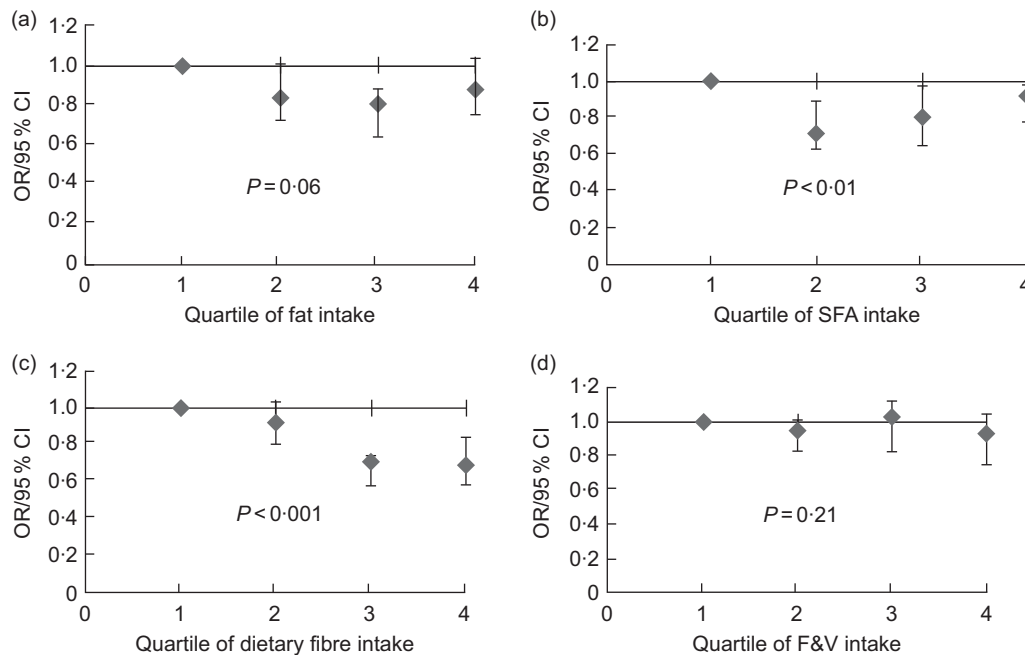 (a)
1·2
1·0
0·8
0·6
0·4
0·2
0
OR/95 % CI
P = 0·06
0 1 2 3 4
Quartile of fat intake
(b)
1·2
1·0
0·8
0·6
0·4
0·2
0
OR/95 % CI
P < 0·01
0 1 2 3 4
Quartile of SFA intake
(c)
1·2
1·0
0·8
0·6
0·4
0·2
0
OR/95 % CI
P < 0·001
0 1 2 3 4
Quartile of dietary fibre intake
(d)
1·2
1·0
0·8
0·6
0·4
0·2
0
OR/95 % CI
P = 0·21
0 1 2 3 4
Quartile of F&V intake